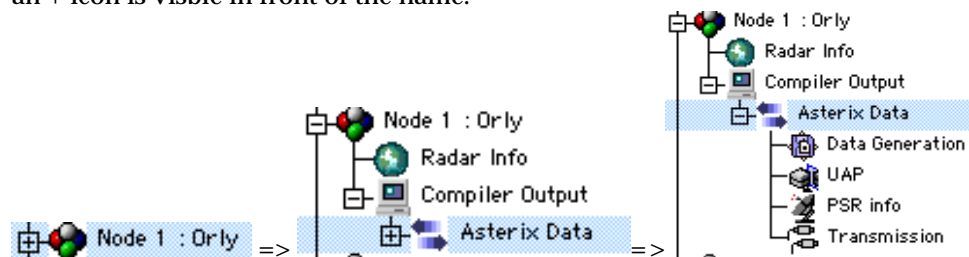 an + icon is visble in front of the name.
Node 1 : Orly
=>
Node 1 : Orly
Radar Info
Compiler Output
Asterix Data
=>
Node 1 : Orly
Radar Info
Compiler Output
Asterix Data
Data Generation
UAP
PSR info
Transmission